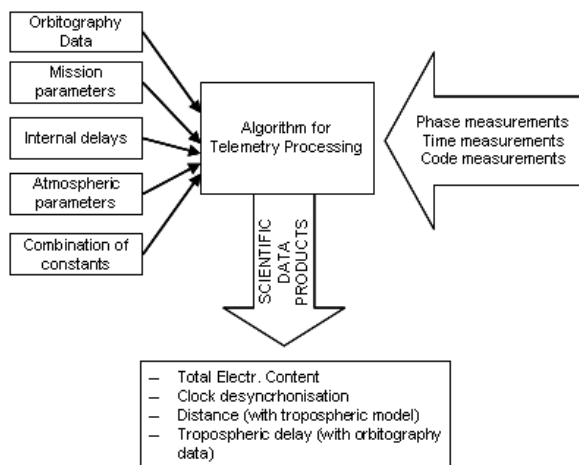 Orbitography
Data
Mission
parameters
Internal delays
Atmospheric
parameters
Combination of
constants
Algorithm for
Telemetry Processing
Phase measurements
Time measurements
Code measurements
SCIENTIFIC
DATA
PRODUCTS
– Total Electr. Content
– Clock desyncrhonisation
– Distance (with tropospheric model)
– Tropospheric delay (with orbitography
data)